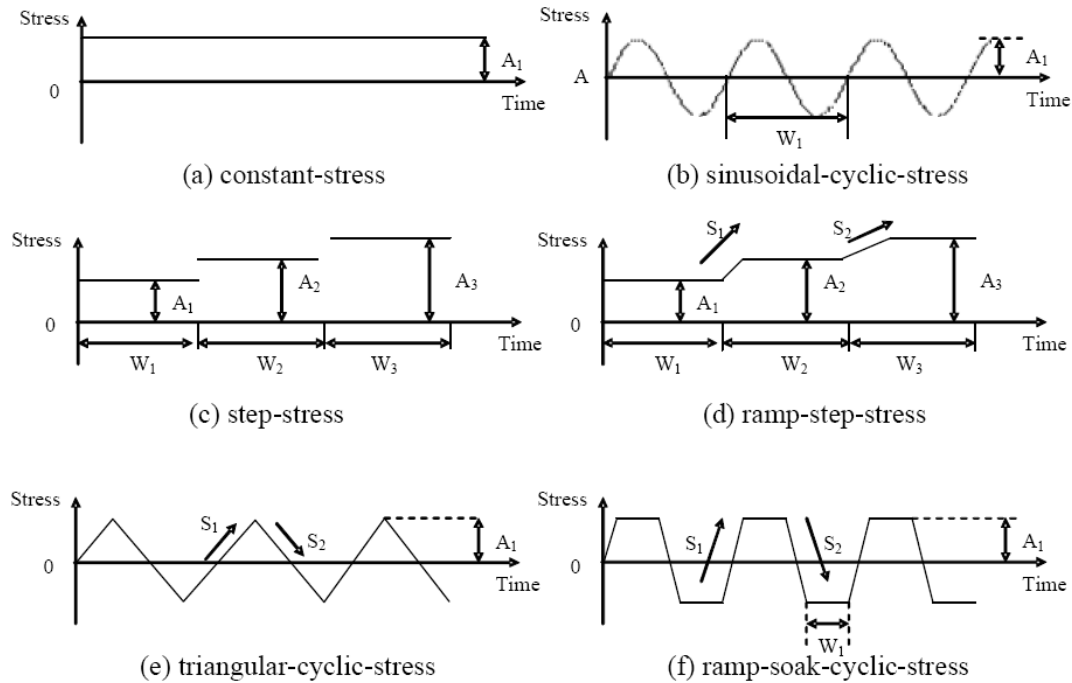 Stress
A₁
0
Time
(a) constant-stress
A₁
A
Time
W₁
(b) sinusoidal-cyclic-stress
Stress
A₁
A₂
A₃
0
Time
W₁
W₂
W₃
(c) step-stress
Stress
S₁
S₂
A₁
A₂
A₃
0
Time
W₁
W₂
W₃
(d) ramp-step-stress
Stress
S₁
S₂
A₁
0
Time
(e) triangular-cyclic-stress
Stress
S₁
S₂
A₁
0
Time
W₁
(f) ramp-soak-cyclic-stress